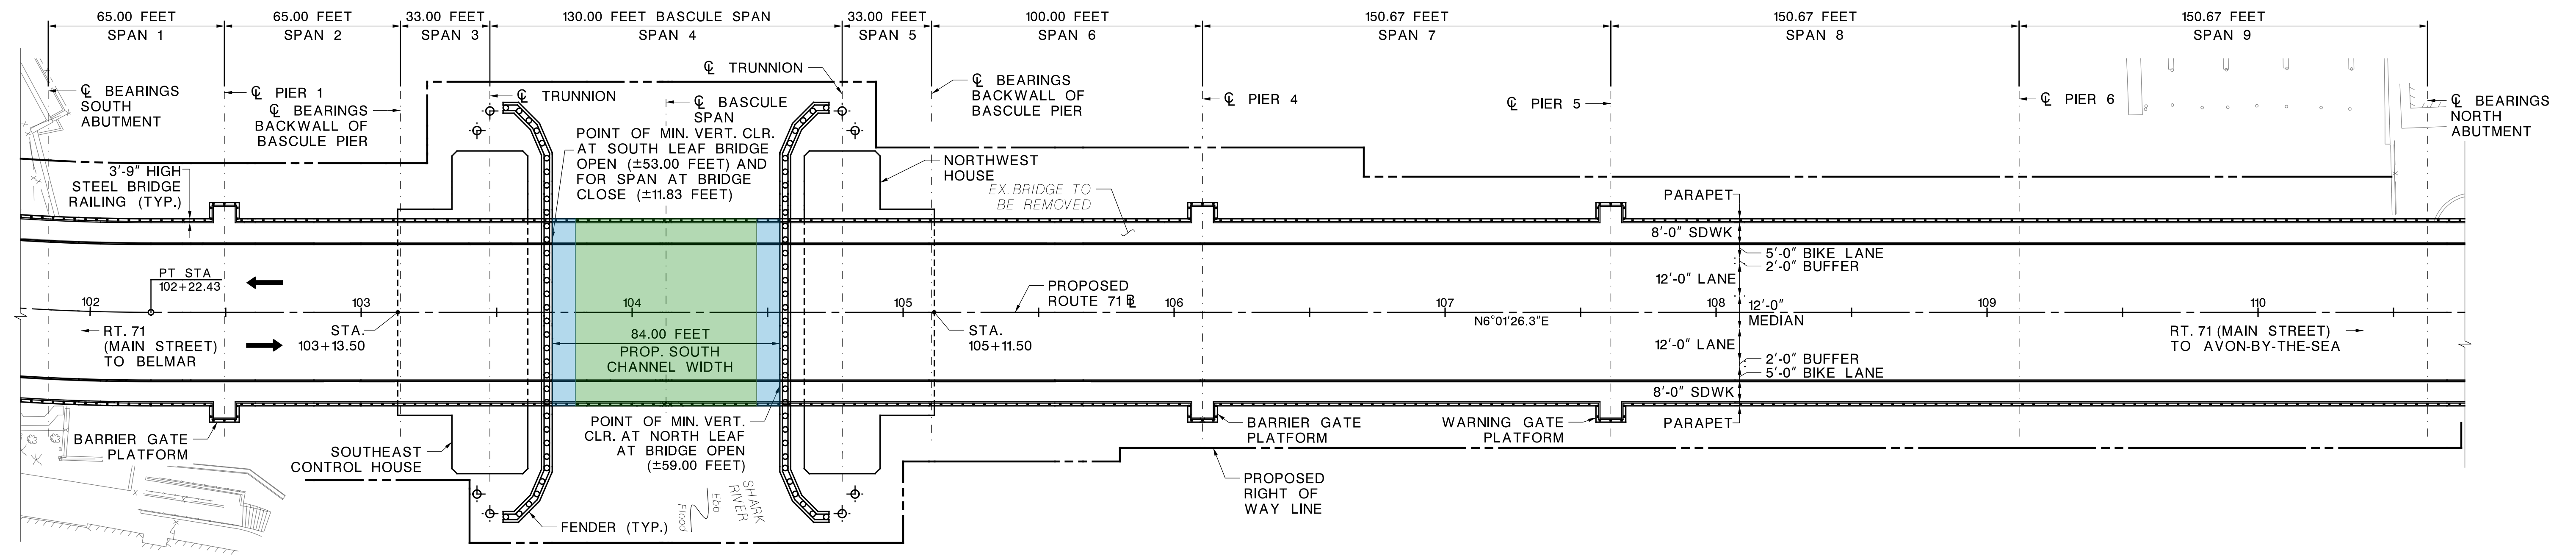 65.00 FEET
SPAN 1
65.00 FEET
SPAN 2
33.00 FEET
SPAN 3
130.00 FEET BASCULE SPAN
SPAN 4
33.00 FEET
SPAN 5
100.00 FEET
SPAN 6
150.67 FEET
SPAN 7
150.67 FEET
SPAN 8
150.67 FEET
SPAN 9
℄ BEARINGS
SOUTH
ABUTMENT
℄ PIER 1
℄ BEARINGS
BACKWALL OF
BASCULE PIER
℄ TRUNNION
℄ TRUNNION
℄ BASCULE
SPAN
POINT OF MIN. VERT. CLR.
AT SOUTH LEAF BRIDGE
OPEN (±53.00 FEET) AND
FOR SPAN AT BRIDGE
CLOSE (±11.83 FEET)
℄ BEARINGS
BACKWALL OF
BASCULE PIER
NORTHWEST
HOUSE
EX. BRIDGE TO
BE REMOVED
℄ PIER 4
℄ PIER 5
℄ PIER 6
℄ BEARINGS
NORTH
ABUTMENT
3'-9" HIGH
STEEL BRIDGE
RAILING (TYP.)
PARAPET
8'-0" SDWK
5'-0" BIKE LANE
2'-0" BUFFER
12'-0" LANE
12'-0"
MEDIAN
12'-0" LANE
2'-0" BUFFER
5'-0" BIKE LANE
8'-0" SDWK
PARAPET
PT STA
102+22.43
102
103
104
105
106
107
108
109
110
PROPOSED
ROUTE 71 ℄
N6°01'26.3"E
RT. 71
(MAIN STREET)
TO BELMAR
STA.
103+13.50
84.00 FEET
PROP. SOUTH
CHANNEL WIDTH
STA.
105+11.50
RT. 71 (MAIN STREET)
TO AVON-BY-THE-SEA
BARRIER GATE
PLATFORM
SOUTHEAST
CONTROL HOUSE
POINT OF MIN. VERT.
CLR. AT NORTH LEAF
AT BRIDGE OPEN
(±59.00 FEET)
BARRIER GATE
PLATFORM
WARNING GATE
PLATFORM
FENDER (TYP.)
Flood
Ebb
SHARK
RIVER
PROPOSED
RIGHT OF
WAY LINE